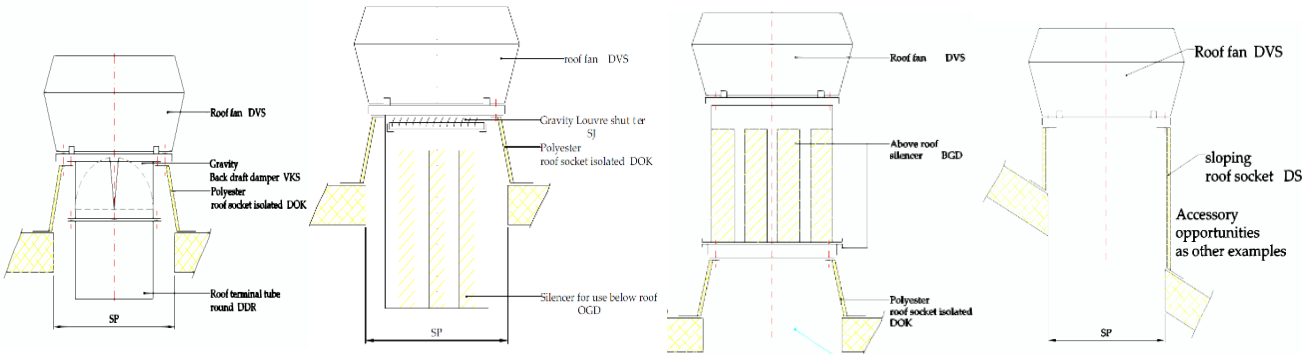 Roof fan DVS
Gravity
Back draft damper VKS
Polyester
roof socket isolated DOK
Roof terminal tube
round DDR
SP
roof fan DVS
Gravity Louvre shut ter
SJ
Polyester
roof socket isolated DOK
Silencer for use below roof
OGD
SP
Roof fan DVS
Above roof
silencer BGD
Polyester
roof socket isolated
DOK
Roof fan DVS
sloping
roof socket DS
Accessory
opportunities
as other examples
SP